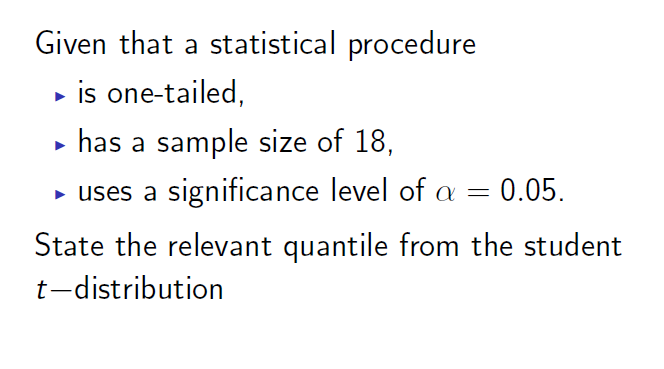 Given that a statistical procedure
▶ is one-tailed,
▶ has a sample size of 18,
▶ uses a significance level of α = 0.05.
State the relevant quantile from the student
t−distribution